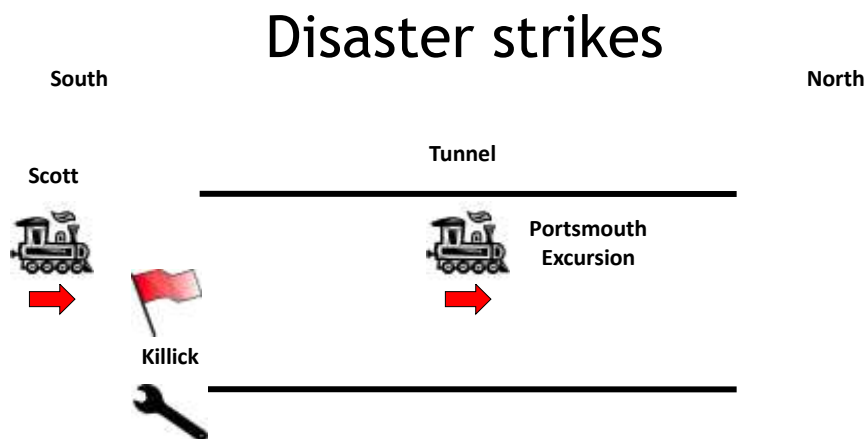 Disaster strikes
South
North
Tunnel
Scott
Portsmouth
Excursion
Killick